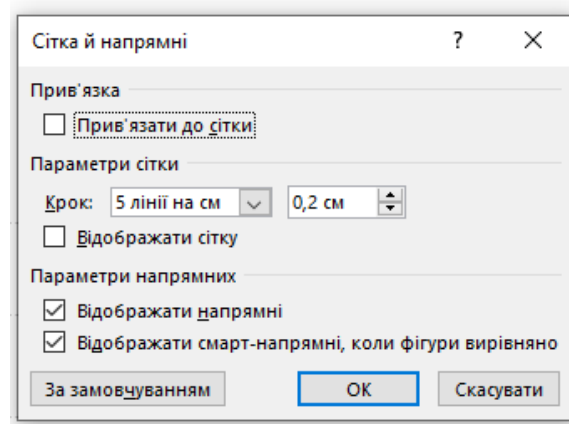 Сітка й напрямні ? ×
Прив'язка
Прив'язати до сітки
Параметри сітки
Крок: 5 лінії на см 0,2 см
Відображати сітку
Параметри напрямних
Відображати напрямні
Відображати смарт-напрямні, коли фігури вирівняно
За замовчуванням ОК Скасувати